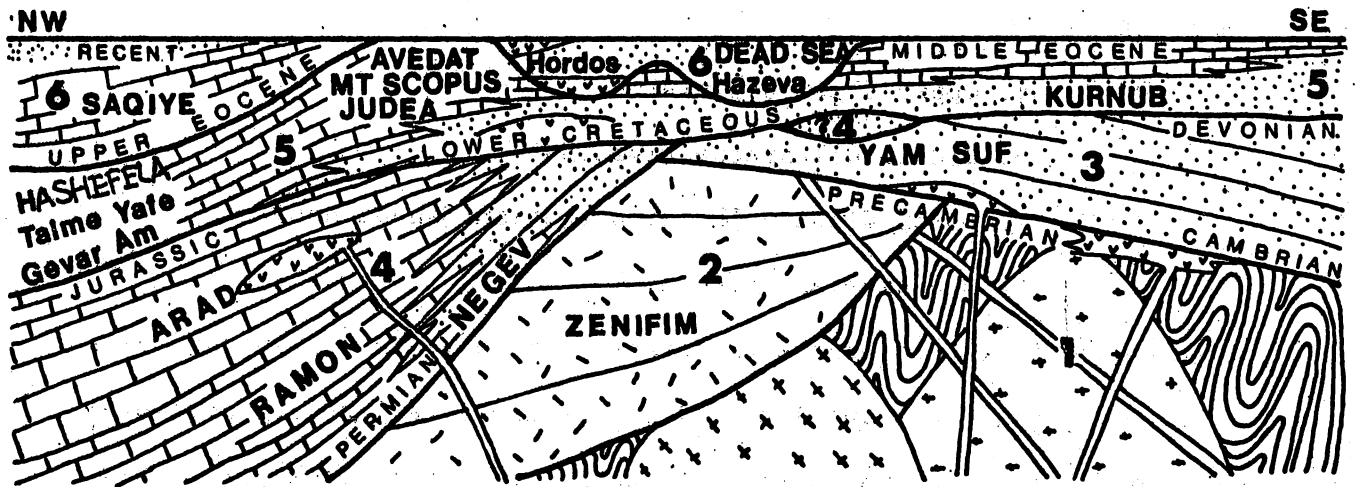 NW
SE
RECENT
AVEDAT
MT SCOPUS
JUDEA
Hordos
6 DEAD SEA
Hazeva
MIDDLE EOCENE
6 SAQIYE
KURNUB
5
UPPER EOCENE
5
LOWER CRETACEOUS
?4
DEVONIAN
YAM SUF
3
HASHEFELA
Talme Yafe
Gevar Am
JURASSIC
PRECAMBRIAN
CAMBRIAN
4
ARAD
NEGEV
2
ZENIFIM
RAMON
PERMIAN
1